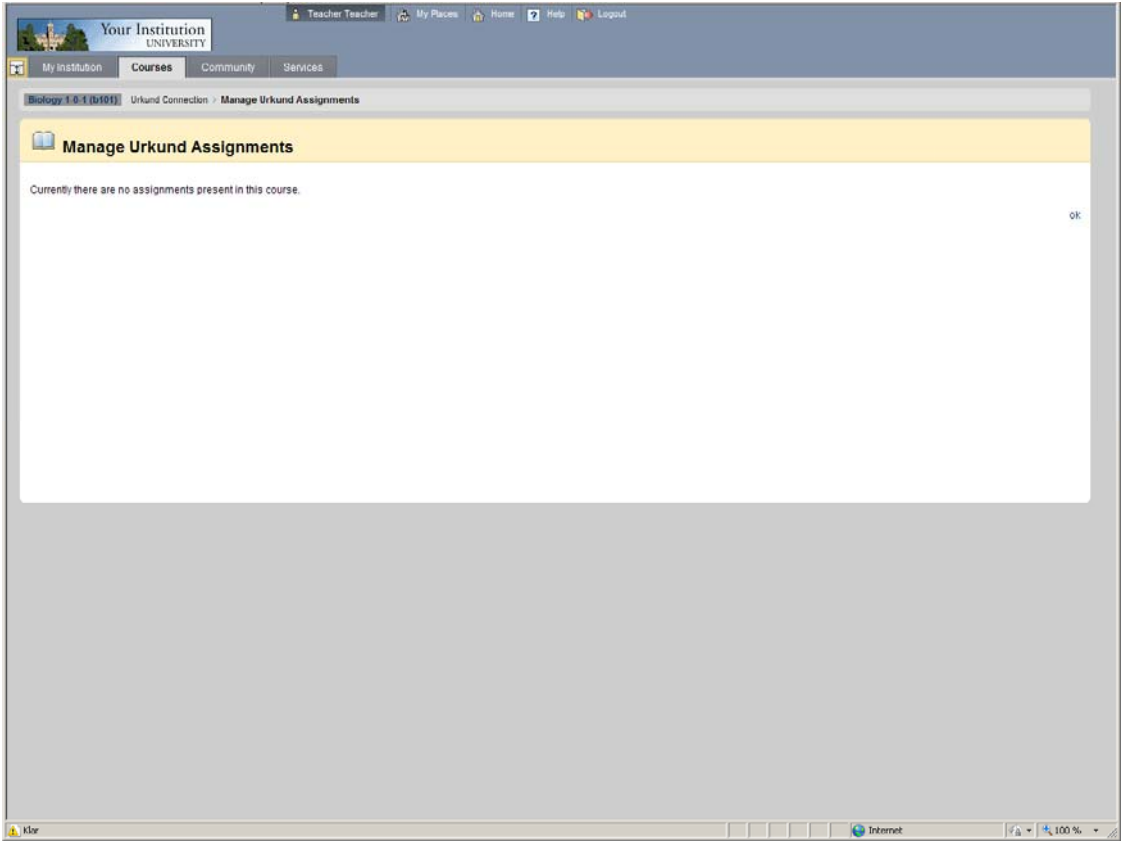 Teacher Teacher My Places Home Help Logout
Your Institution
UNIVERSITY
My Institution Courses Community Services
Biology 1-0-1 (b101) Urkund Connection > Manage Urkund Assignments
Manage Urkund Assignments
Currently there are no assignments present in this course.
OK
Klar Internet 100 %